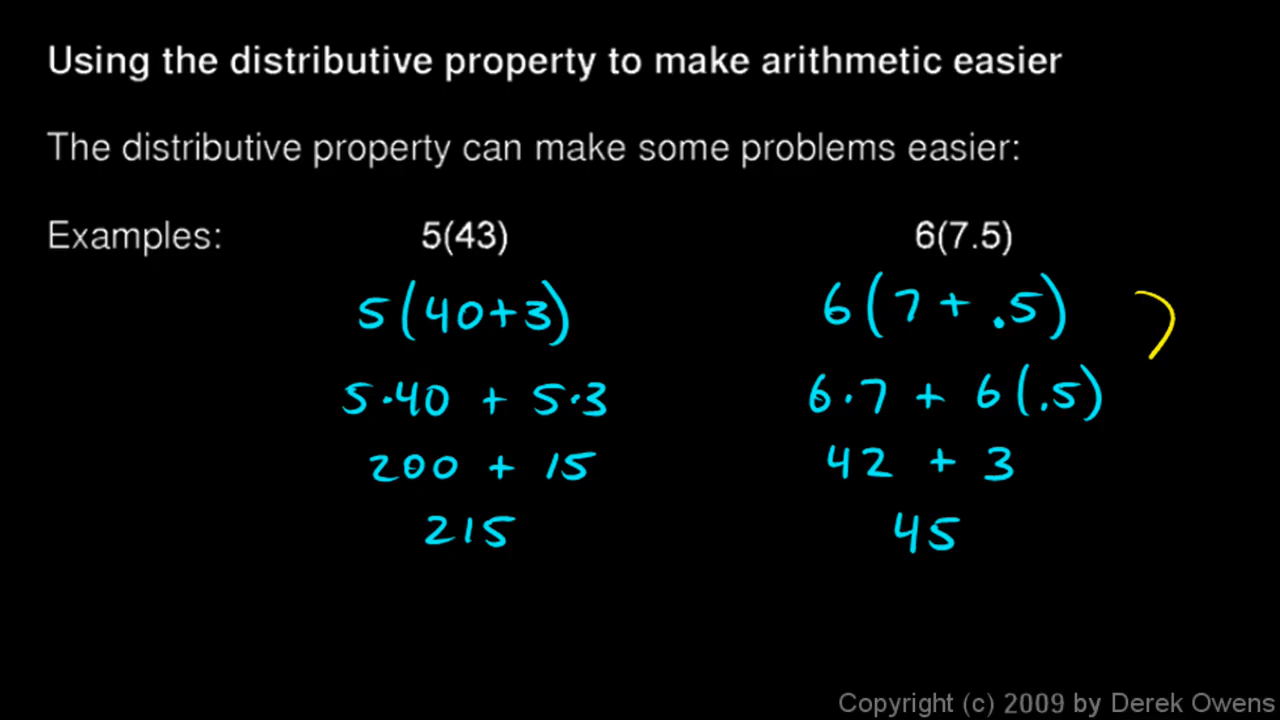 Using the distributive property to make arithmetic easier
The distributive property can make some problems easier:
Examples: 5(43) 6(7.5)
5(40+3) 6(7 + .5)
5·40 + 5·3 6·7 + 6(.5)
200 + 15 42 + 3
215 45
Copyright (c) 2009 by Derek Owens